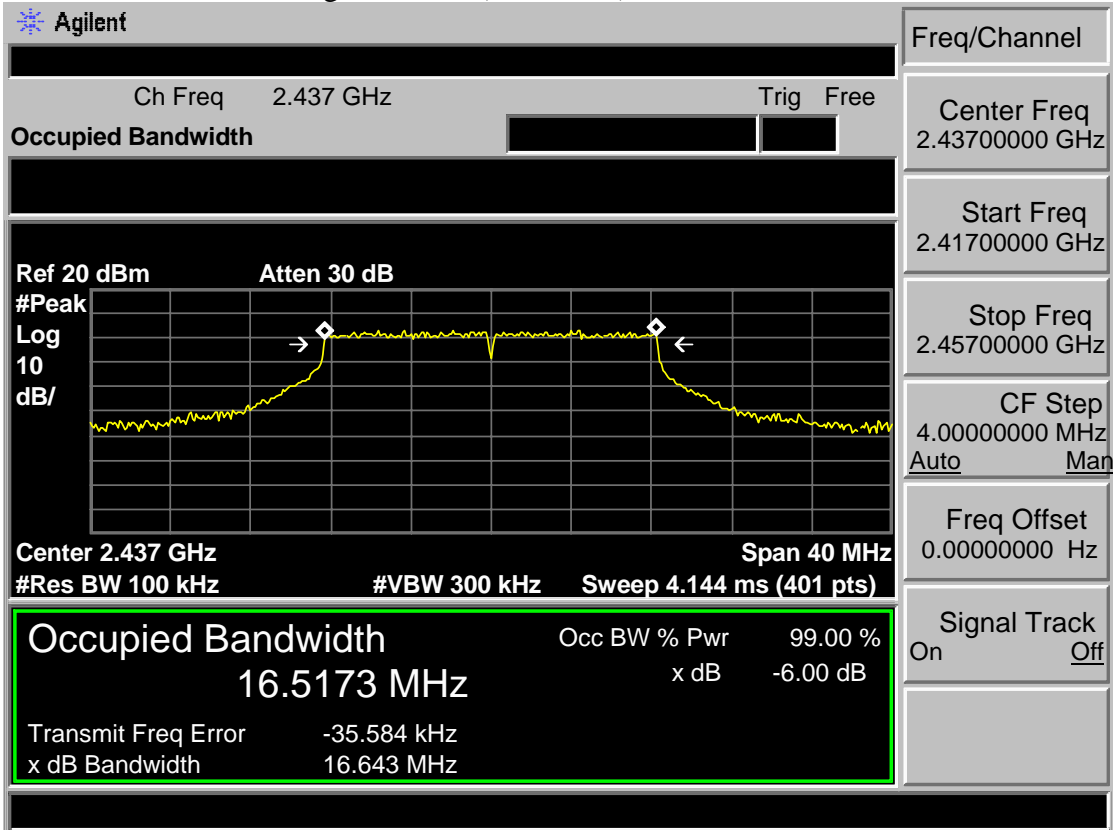 Agilent
Freq/Channel
Ch Freq 2.437 GHz Trig Free
Occupied Bandwidth
Center Freq
2.43700000 GHz
Start Freq
2.41700000 GHz
Stop Freq
2.45700000 GHz
CF Step
4.00000000 MHz
Auto Man
Freq Offset
0.00000000 Hz
Signal Track
On Off
Ref 20 dBm Atten 30 dB
#Peak
Log
10
dB/
Center 2.437 GHz Span 40 MHz
#Res BW 100 kHz #VBW 300 kHz Sweep 4.144 ms (401 pts)
Occupied Bandwidth Occ BW % Pwr 99.00 %
16.5173 MHz x dB -6.00 dB
Transmit Freq Error -35.584 kHz
x dB Bandwidth 16.643 MHz